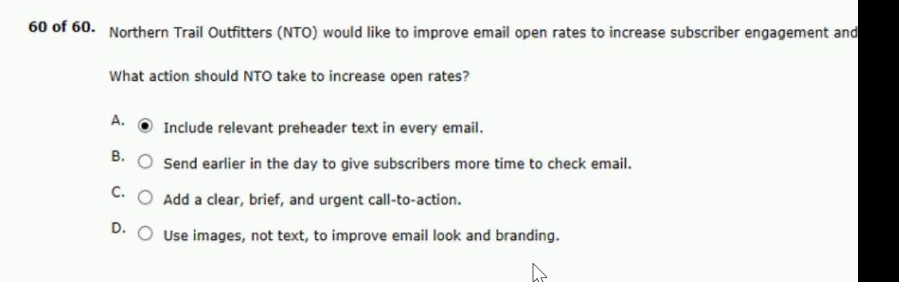 60 of 60. Northern Trail Outfitters (NTO) would like to improve email open rates to increase subscriber engagement and
What action should NTO take to increase open rates?
A. Include relevant preheader text in every email.
B. Send earlier in the day to give subscribers more time to check email.
C. Add a clear, brief, and urgent call-to-action.
D. Use images, not text, to improve email look and branding.